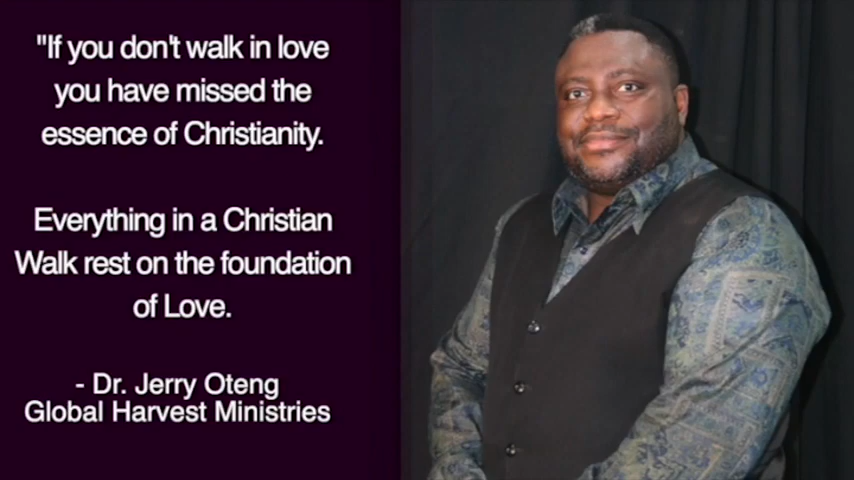 "If you don't walk in love
you have missed the
essence of Christianity.
Everything in a Christian
Walk rest on the foundation
of Love.
- Dr. Jerry Oteng
Global Harvest Ministries